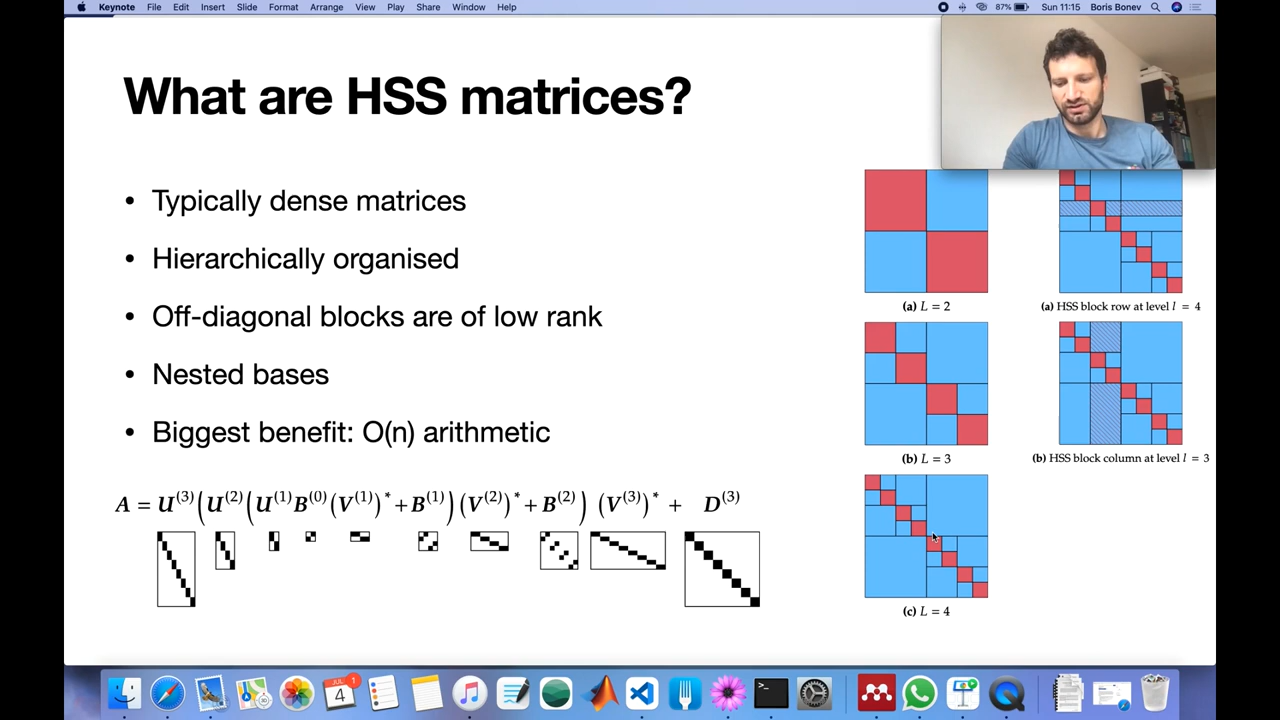 Keynote File Edit Insert Slide Format Arrange View Play Share Window Help 87% Sun 11:15 Boris Bonev
What are HSS matrices?
• Typically dense matrices
• Hierarchically organised
• Off-diagonal blocks are of low rank
• Nested bases
• Biggest benefit: O(n) arithmetic
A = U⁽³⁾(U⁽²⁾(U⁽¹⁾B⁽⁰⁾(V⁽¹⁾)* + B⁽¹⁾)(V⁽²⁾)* + B⁽²⁾) (V⁽³⁾)* + D⁽³⁾
(a) L = 2
(a) HSS block row at level l = 4
(b) L = 3
(b) HSS block column at level l = 3
(c) L = 4
JUL 1
4
>_